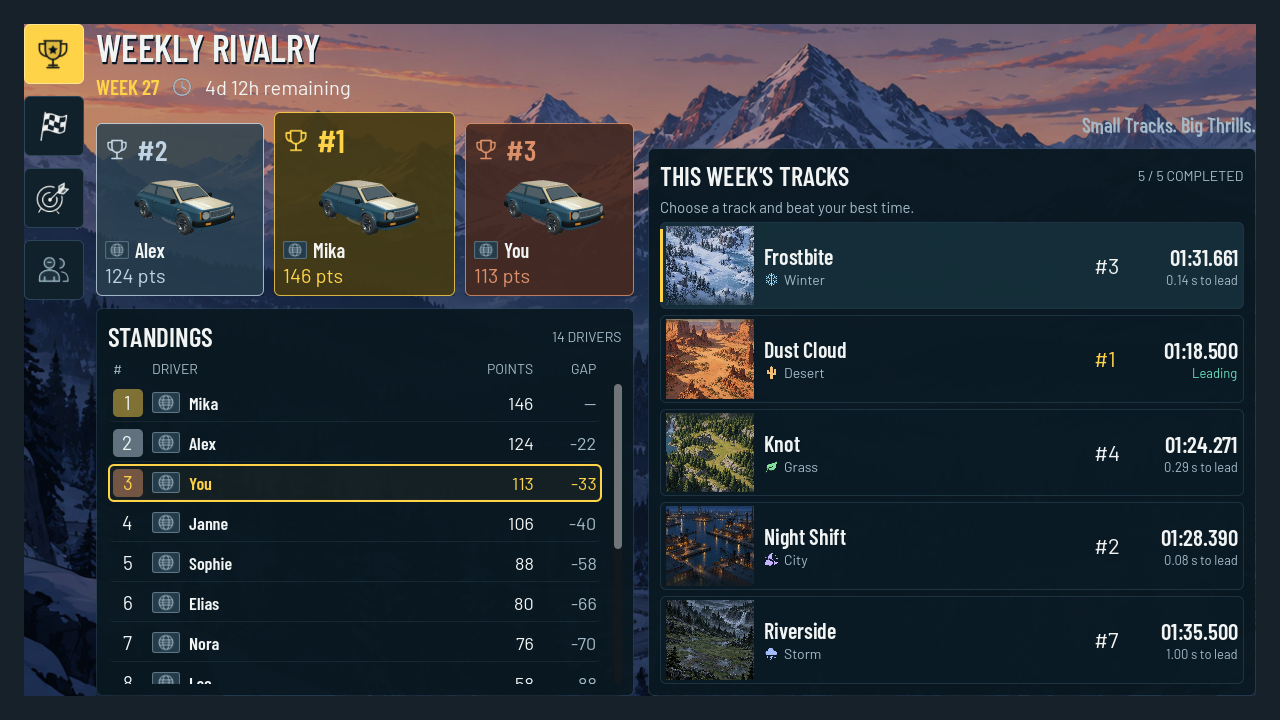 WEEKLY RIVALRY
WEEK 27 4d 12h remaining
Small Tracks. Big Thrills.
#2
Alex
124 pts
#1
Mika
146 pts
#3
You
113 pts
STANDINGS 14 DRIVERS
# DRIVER POINTS GAP
1 Mika 146 –
2 Alex 124 -22
3 You 113 -33
4 Janne 106 -40
5 Sophie 88 -58
6 Elias 80 -66
7 Nora 76 -70
8 58 -88
THIS WEEK'S TRACKS 5 / 5 COMPLETED
Choose a track and beat your best time.
Frostbite #3 01:31.661
Winter 0.14 s to lead
Dust Cloud #1 01:18.500
Desert Leading
Knot #4 01:24.271
Grass 0.29 s to lead
Night Shift #2 01:28.390
City 0.08 s to lead
Riverside #7 01:35.500
Storm 1.00 s to lead